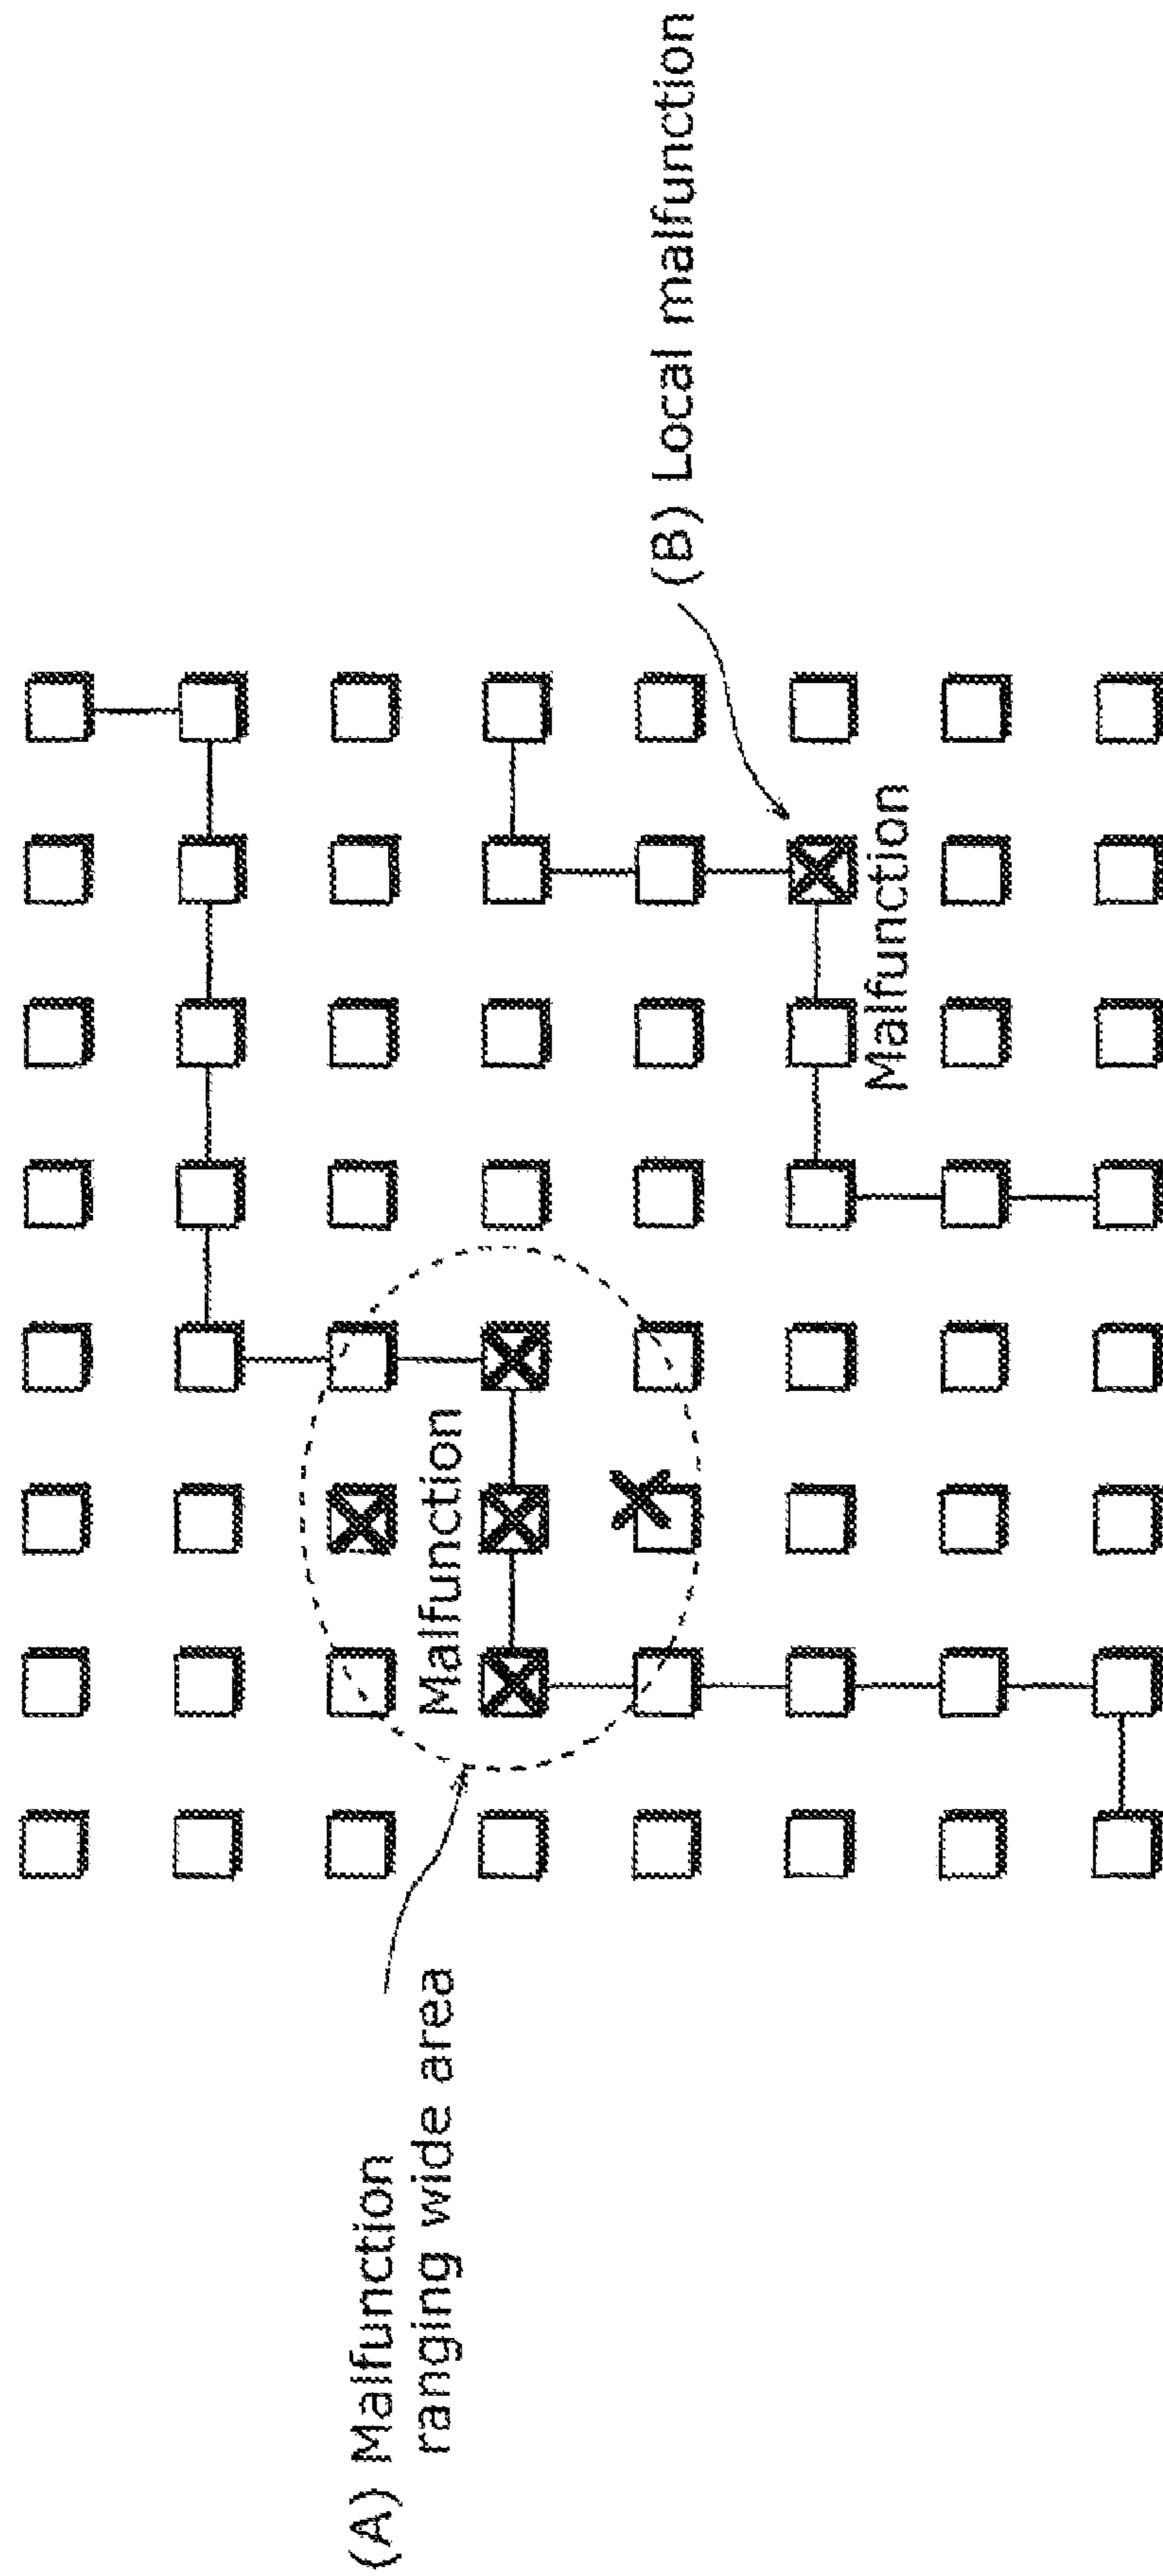 (A) Malfunction
ranging wide area
Malfunction
Malfunction
(B) Local malfunction